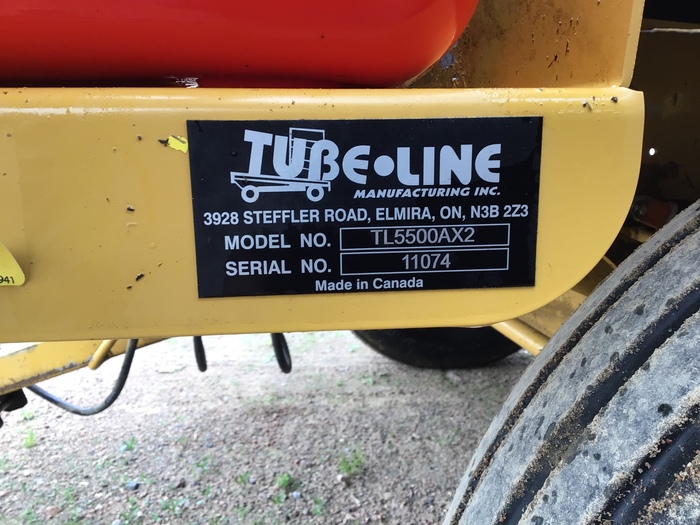 TUBE•LINE
MANUFACTURING INC.
3928 STEFFLER ROAD, ELMIRA, ON, N3B 2Z3
MODEL NO. TL5500AX2
SERIAL NO. 11074
Made in Canada
941